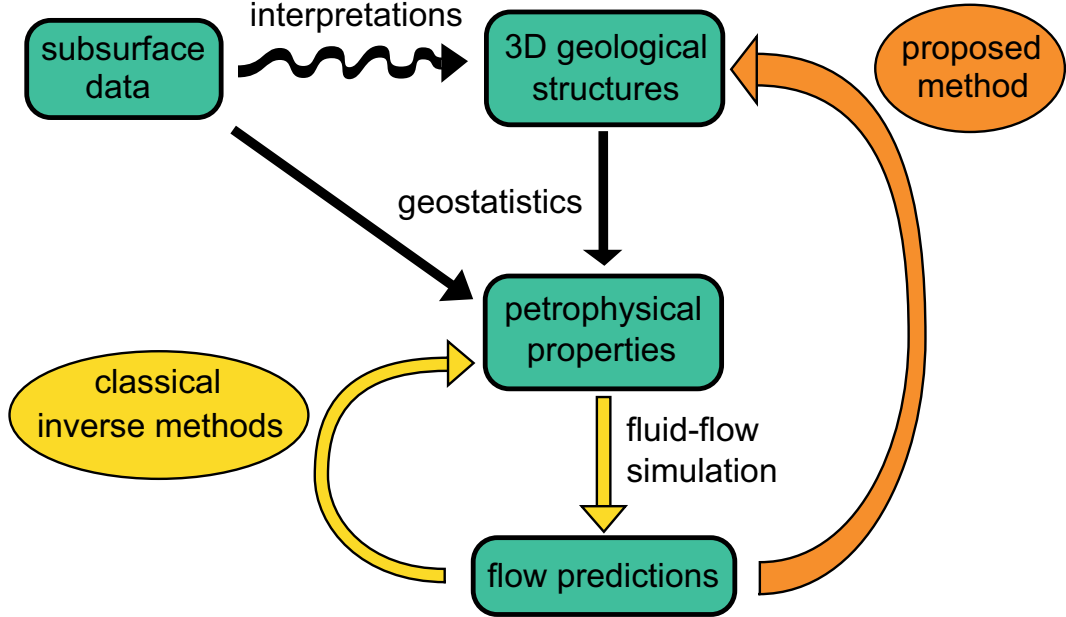 interpretations
subsurface
data
3D geological
structures
proposed
method
geostatistics
petrophysical
properties
classical
inverse methods
fluid-flow
simulation
flow predictions